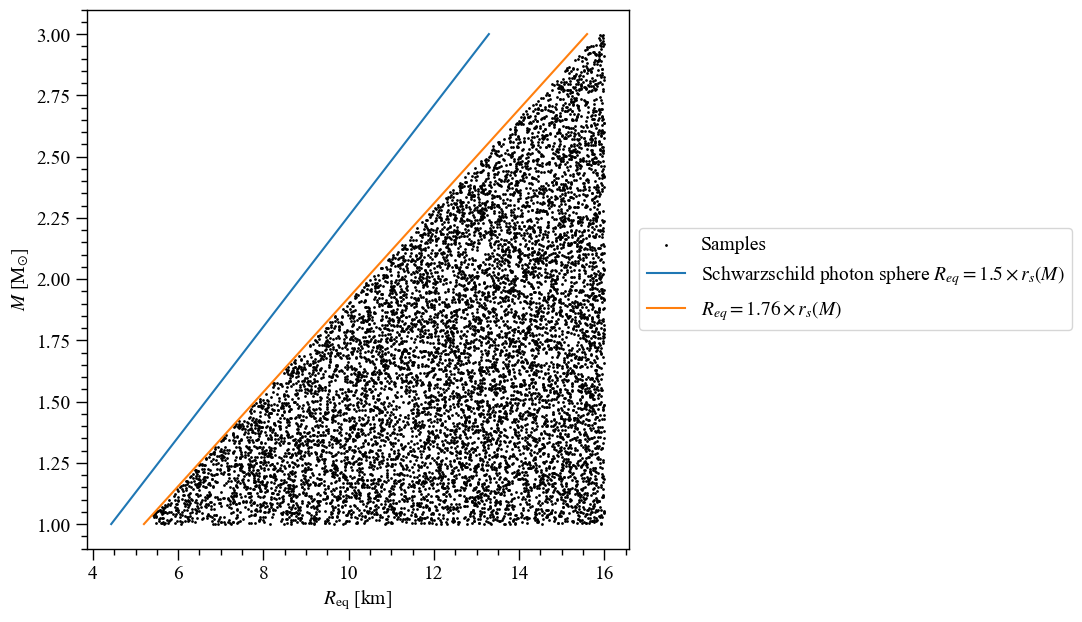 3.00
2.75
2.50
2.25
2.00
1.75
1.50
1.25
1.00
M [M⊙]
4 6 8 10 12 14 16
R_eq [km]
Samples
Schwarzschild photon sphere R_eq = 1.5 × r_s(M)
R_eq = 1.76 × r_s(M)